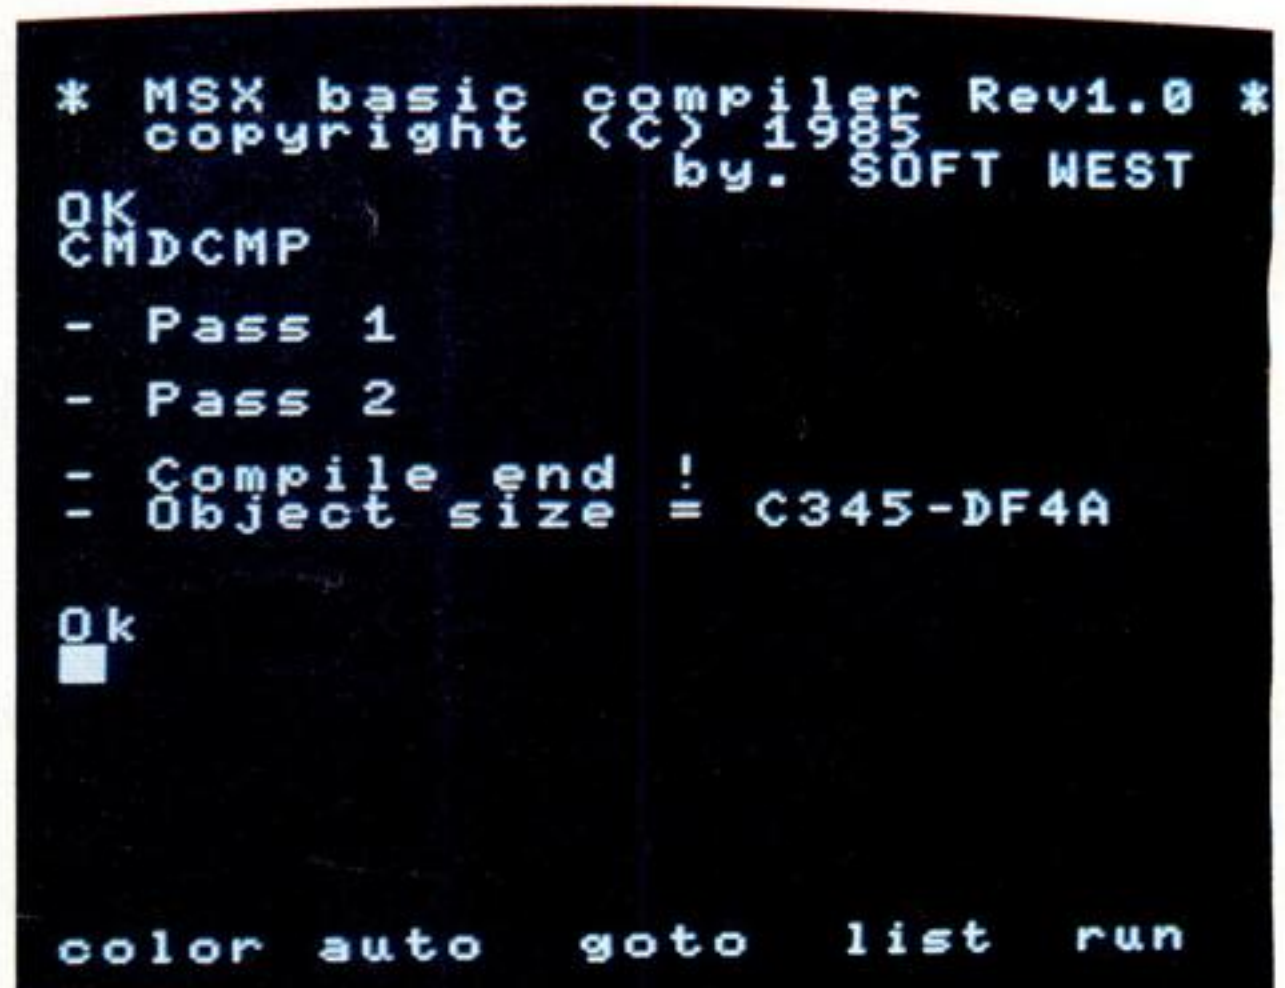 * MSX basic compiler Rev1.0 *
copyright (C) 1985
by. SOFT WEST
OK
CMDCMP
- Pass 1
- Pass 2
- Compile end !
- Object size = C345-DF4A
Ok
color auto goto list run